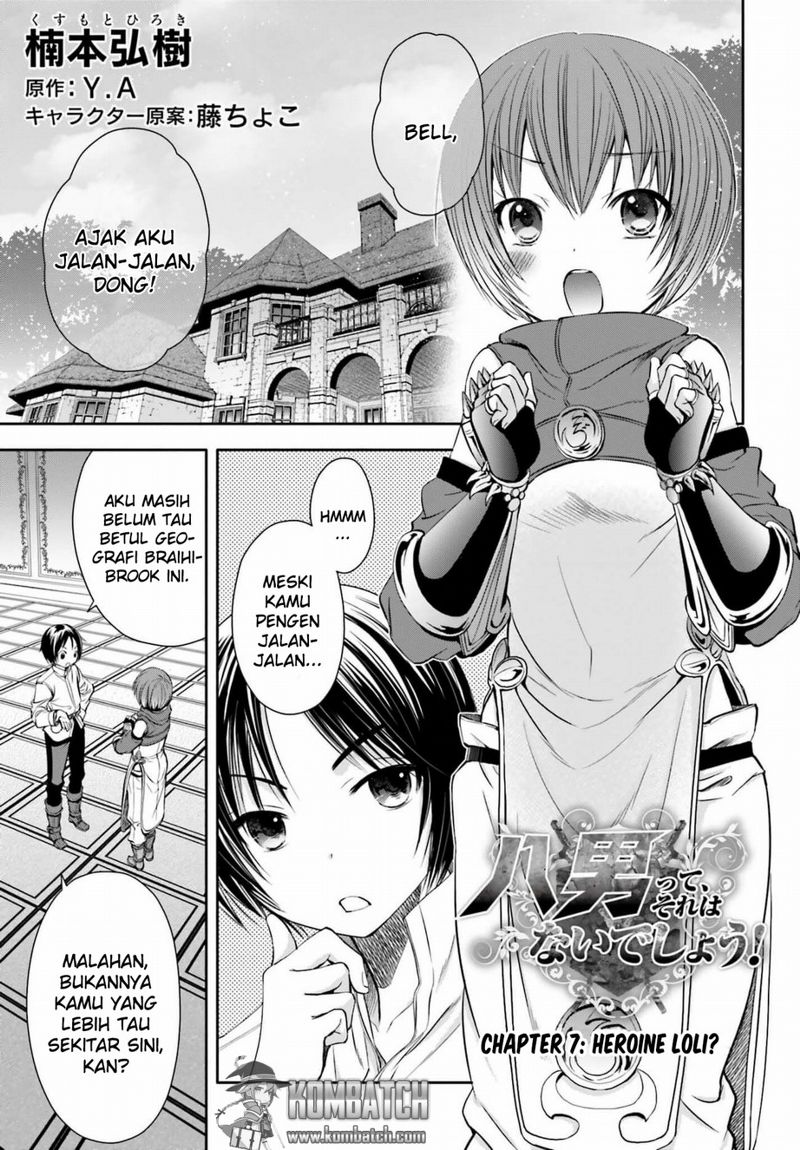 くすもとひろき
楠本弘樹
原作：Y.A
キャラクター原案：藤ちょこ
BELL,
AJAK AKU
JALAN-JALAN,
DONG!
HMMM
...
MESKI
KAMU
PENGEN
JALAN-
JALAN...
AKU MASIH
BELUM TAU
BETUL GEO-
GRAFI BRAIHI-
BROOK INI.
MALAHAN,
BUKANNYA
KAMU YANG
LEBIH TAU
SEKITAR SINI,
KAN?
八男って、
それは
ないでしょう!
CHAPTER 7: HEROINE LOLI?
KOMBATCH
www.kombatch.com